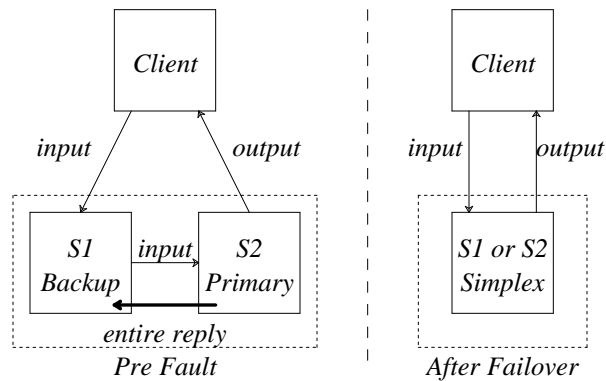 Client
input
output
S1
Backup
input
S2
Primary
entire reply
Pre Fault
Client
input
output
S1 or S2
Simplex
After Failover